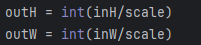 outH = int(inH/scale)
outW = int(inW/scale)